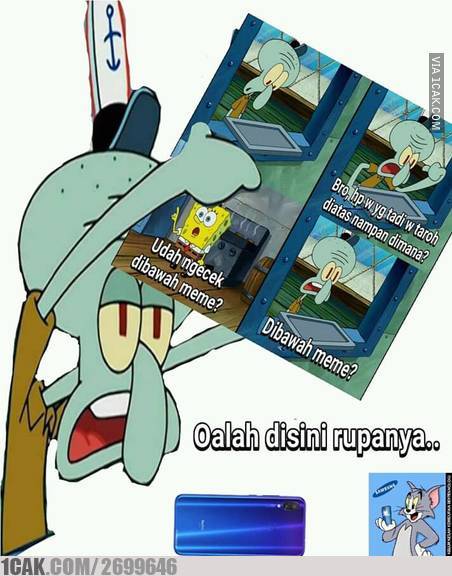 VIA 1CAK.COM
Bro, hp w yg tadi w taroh
diatas nampan dimana?
Udah ngecek
dibawah meme?
Dibawah meme?
Oalah disini rupanya..
SAMSUNG
1CAK.COM/2699646